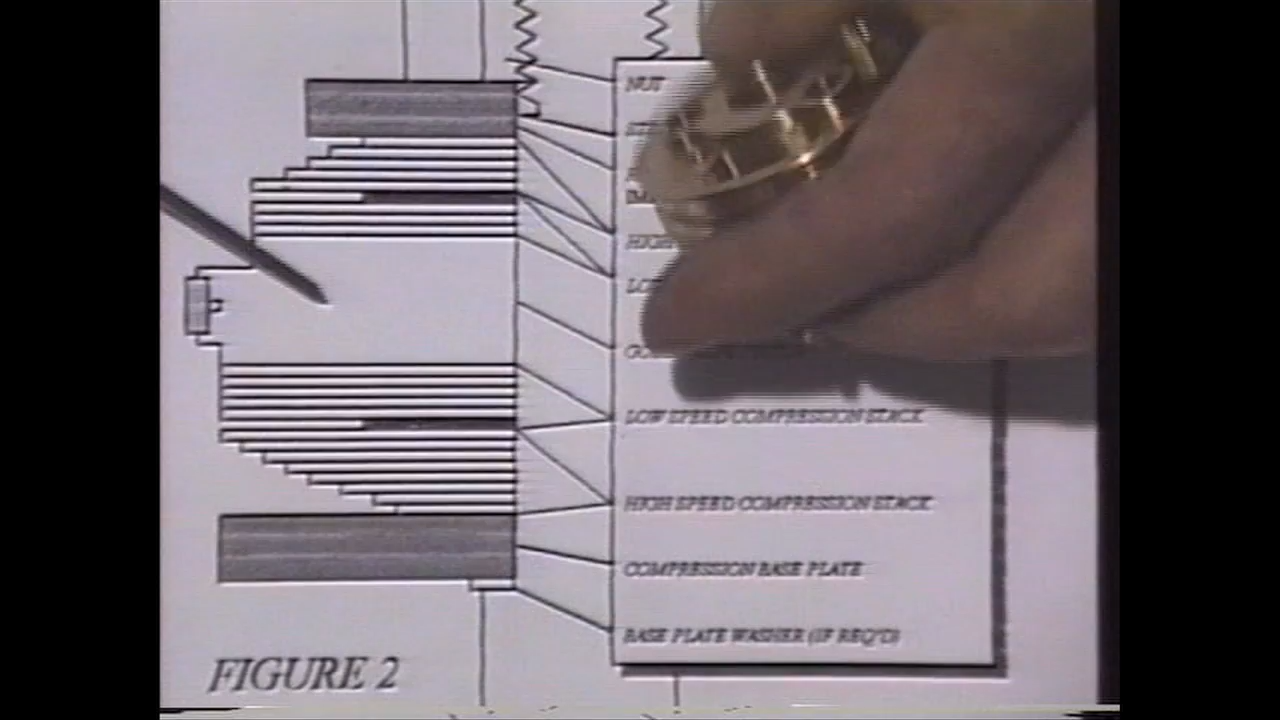 NUT
HIGH
LOW SPEED COMPRESSION STACK
HIGH SPEED COMPRESSION STACK
COMPRESSION BASE PLATE
BASE PLATE WASHER (IF REQ'D)
FIGURE 2